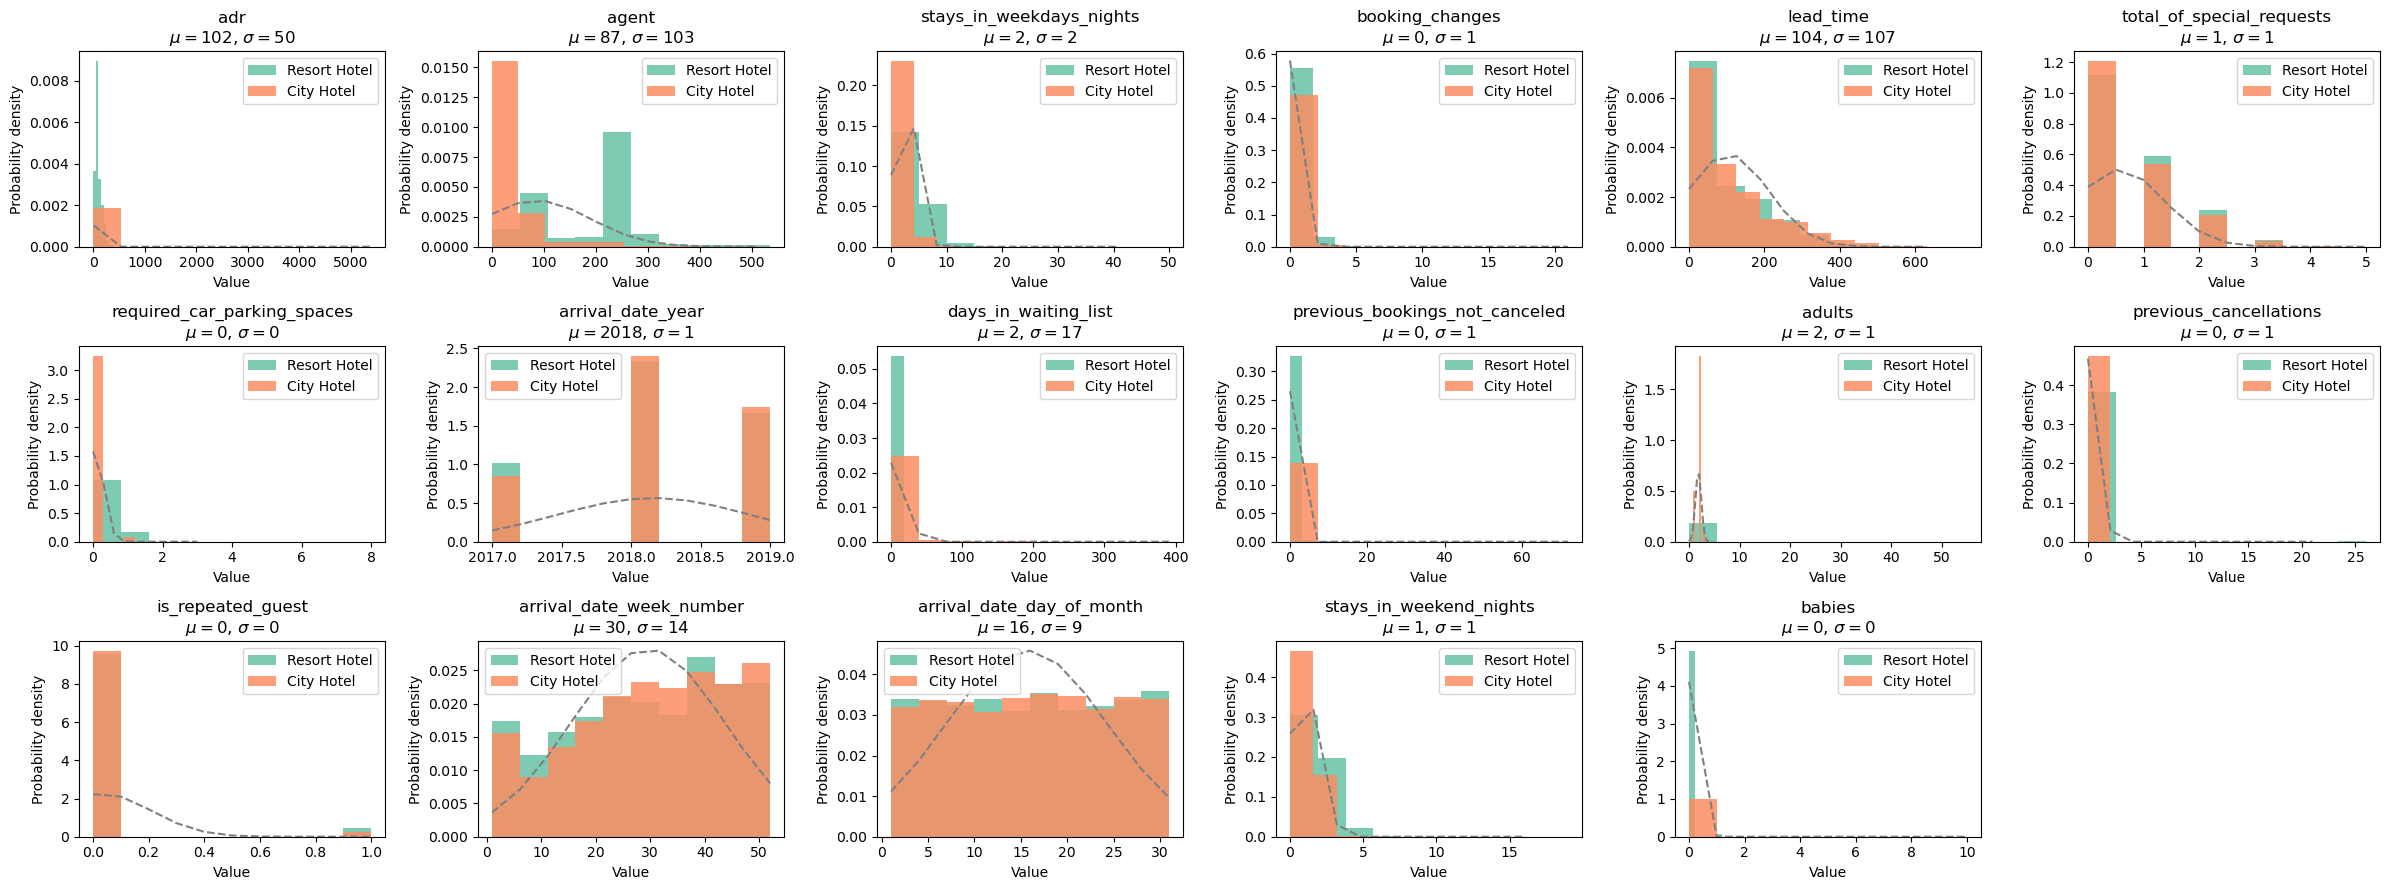 adr
μ = 102, σ = 50
Probability density
0.008
0.006
0.004
0.002
0.000
Resort Hotel
City Hotel
0 1000 2000 3000 4000 5000
Value
agent
μ = 87, σ = 103
Probability density
0.0150
0.0125
0.0100
0.0075
0.0050
0.0025
0.0000
Resort Hotel
City Hotel
0 100 200 300 400 500
Value
stays_in_weekdays_nights
μ = 2, σ = 2
Probability density
0.20
0.15
0.10
0.05
0.00
Resort Hotel
City Hotel
0 10 20 30 40 50
Value
booking_changes
μ = 0, σ = 1
Probability density
0.6
0.5
0.4
0.3
0.2
0.1
0.0
Resort Hotel
City Hotel
0 5 10 15 20
Value
lead_time
μ = 104, σ = 107
Probability density
0.006
0.004
0.002
0.000
Resort Hotel
City Hotel
0 200 400 600
Value
total_of_special_requests
μ = 1, σ = 1
Probability density
1.2
1.0
0.8
0.6
0.4
0.2
0.0
Resort Hotel
City Hotel
0 1 2 3 4 5
Value
required_car_parking_spaces
μ = 0, σ = 0
Probability density
3.0
2.5
2.0
1.5
1.0
0.5
0.0
Resort Hotel
City Hotel
0 2 4 6 8
Value
arrival_date_year
μ = 2018, σ = 1
Probability density
2.5
2.0
1.5
1.0
0.5
0.0
Resort Hotel
City Hotel
2017.0 2017.5 2018.0 2018.5 2019.0
Value
days_in_waiting_list
μ = 2, σ = 17
Probability density
0.05
0.04
0.03
0.02
0.01
0.00
Resort Hotel
City Hotel
0 100 200 300 400
Value
previous_bookings_not_canceled
μ = 0, σ = 1
Probability density
0.30
0.25
0.20
0.15
0.10
0.05
0.00
Resort Hotel
City Hotel
0 20 40 60
Value
adults
μ = 2, σ = 1
Probability density
1.5
1.0
0.5
0.0
Resort Hotel
City Hotel
0 10 20 30 40 50
Value
previous_cancellations
μ = 0, σ = 1
Probability density
0.4
0.3
0.2
0.1
0.0
Resort Hotel
City Hotel
0 5 10 15 20 25
Value
is_repeated_guest
μ = 0, σ = 0
Probability density
10
8
6
4
2
0
Resort Hotel
City Hotel
0.0 0.2 0.4 0.6 0.8 1.0
Value
arrival_date_week_number
μ = 30, σ = 14
Probability density
0.025
0.020
0.015
0.010
0.005
0.000
Resort Hotel
City Hotel
0 10 20 30 40 50
Value
arrival_date_day_of_month
μ = 16, σ = 9
Probability density
0.04
0.03
0.02
0.01
0.00
Resort Hotel
City Hotel
0 5 10 15 20 25 30
Value
stays_in_weekend_nights
μ = 1, σ = 1
Probability density
0.4
0.3
0.2
0.1
0.0
Resort Hotel
City Hotel
0 5 10 15
Value
babies
μ = 0, σ = 0
Probability density
5
4
3
2
1
0
Resort Hotel
City Hotel
0 2 4 6 8 10
Value